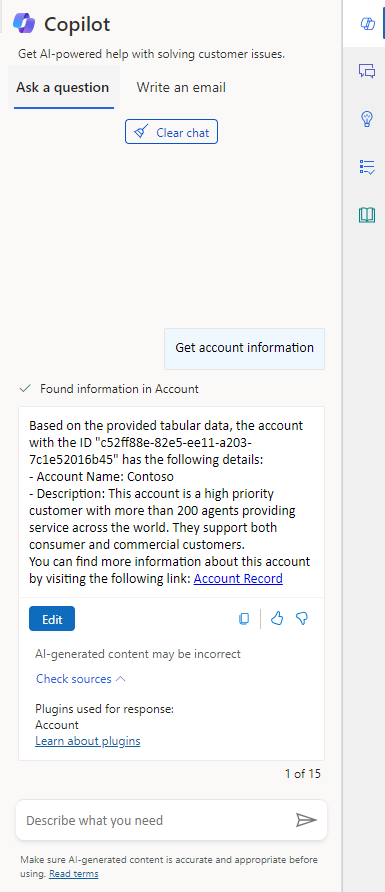 Copilot
Get AI-powered help with solving customer issues.
Ask a question
Write an email
Clear chat
Get account information
Found information in Account
Based on the provided tabular data, the account
with the ID "c52ff88e-82e5-ee11-a203-
7c1e52016b45" has the following details:
- Account Name: Contoso
- Description: This account is a high priority
customer with more than 200 agents providing
service across the world. They support both
consumer and commercial customers.
You can find more information about this account
by visiting the following link: Account Record
Edit
AI-generated content may be incorrect
Check sources
Plugins used for response:
Account
Learn about plugins
1 of 15
Describe what you need
Make sure AI-generated content is accurate and appropriate before
using. Read terms